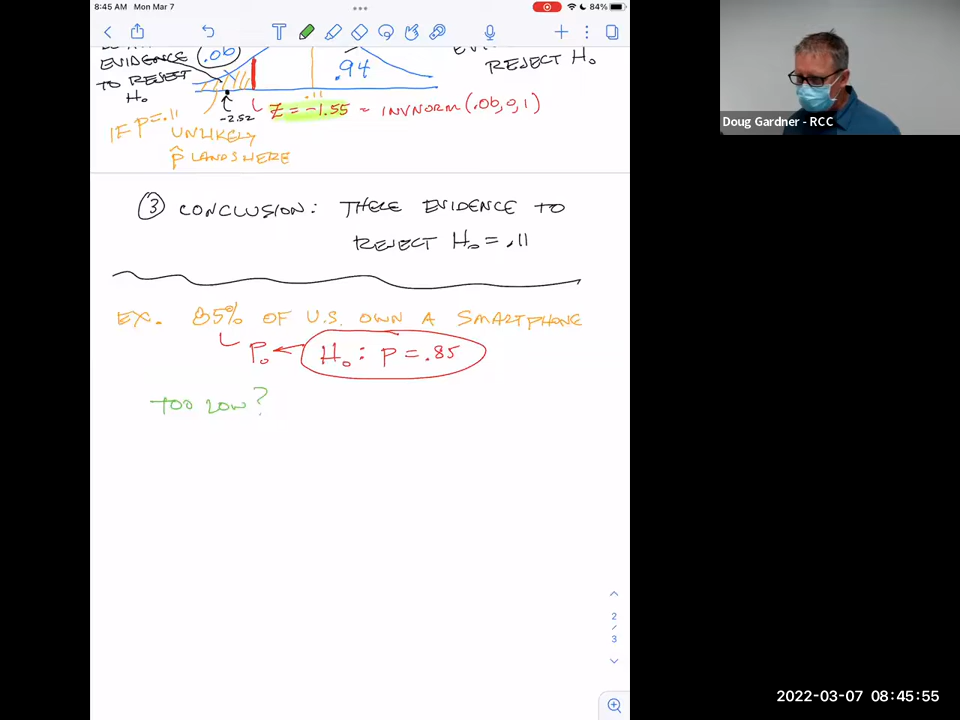 8:45 AM Mon Mar 7
84%
EVIDENCE
TO REJECT
H₀
.06
.94
REJECT H₀
.11
-2.52
Z = -1.55 = INVNORM(.06,0,1)
IF P=.11
UNLIKELY
p̂ LANDS HERE
③ CONCLUSION: THERE EVIDENCE TO
REJECT H₀ = .11
EX. 85% OF U.S. OWN A SMARTPHONE
P₀ ← H₀: P = .85
TOO LOW?
2
/
3
Doug Gardner - RCC
2022-03-07 08:45:55